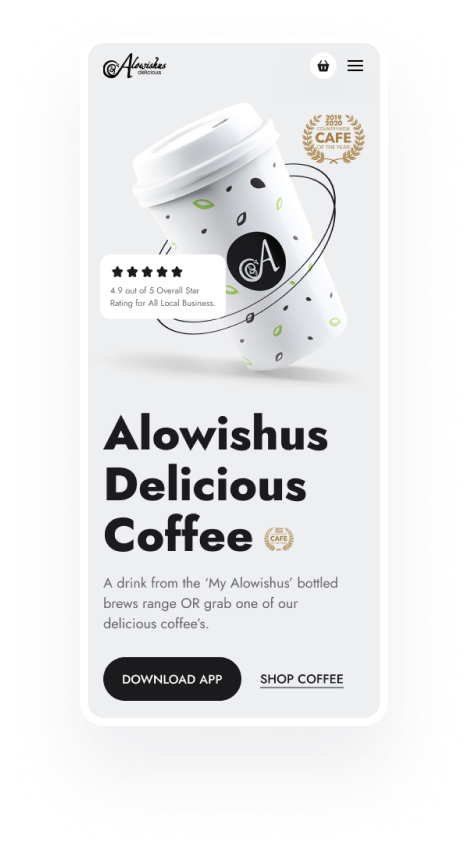 Alowishus
delicious
2019
2020
COUNTRYWIDE
CAFE
OF THE YEAR
A
4.9 out of 5 Overall Star
Rating for All Local Business.
Alowishus
Delicious
Coffee
CAFE
A drink from the ‘My Alowishus’ bottled
brews range OR grab one of our
delicious coffee’s.
DOWNLOAD APP
SHOP COFFEE